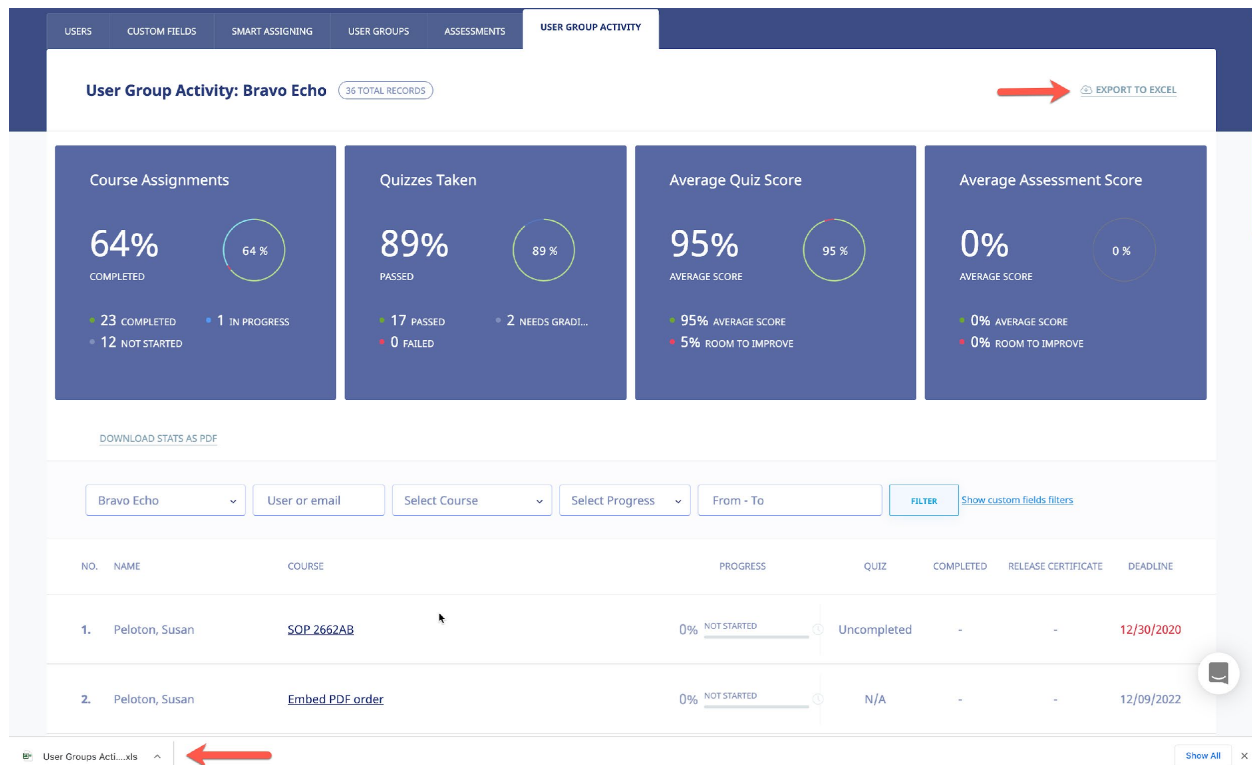 USERS CUSTOM FIELDS SMART ASSIGNING USER GROUPS ASSESSMENTS USER GROUP ACTIVITY
User Group Activity: Bravo Echo 36 TOTAL RECORDS EXPORT TO EXCEL
Course Assignments
64%
COMPLETED
64 %
23 COMPLETED 1 IN PROGRESS
12 NOT STARTED
Quizzes Taken
89%
PASSED
89 %
17 PASSED 2 NEEDS GRADI...
0 FAILED
Average Quiz Score
95%
AVERAGE SCORE
95 %
95% AVERAGE SCORE
5% ROOM TO IMPROVE
Average Assessment Score
0%
AVERAGE SCORE
0 %
0% AVERAGE SCORE
0% ROOM TO IMPROVE
DOWNLOAD STATS AS PDF
Bravo Echo User or email Select Course Select Progress From - To FILTER Show custom fields filters
NO. NAME COURSE PROGRESS QUIZ COMPLETED RELEASE CERTIFICATE DEADLINE
1. Peloton, Susan SOP 2662AB 0% NOT STARTED Uncompleted - - 12/30/2020
2. Peloton, Susan Embed PDF order 0% NOT STARTED N/A - - 12/09/2022
User Groups Acti....xls Show All